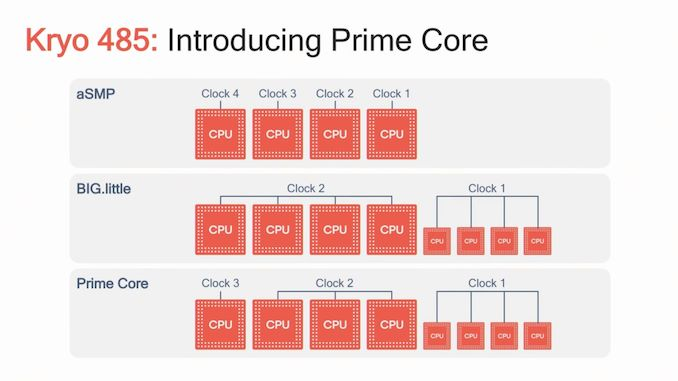 Kryo 485: Introducing Prime Core
aSMP
Clock 4 Clock 3 Clock 2 Clock 1
CPU CPU CPU CPU
BIG.little
Clock 2 Clock 1
CPU CPU CPU CPU CPU CPU CPU CPU
Prime Core
Clock 3 Clock 2 Clock 1
CPU CPU CPU CPU CPU CPU CPU CPU